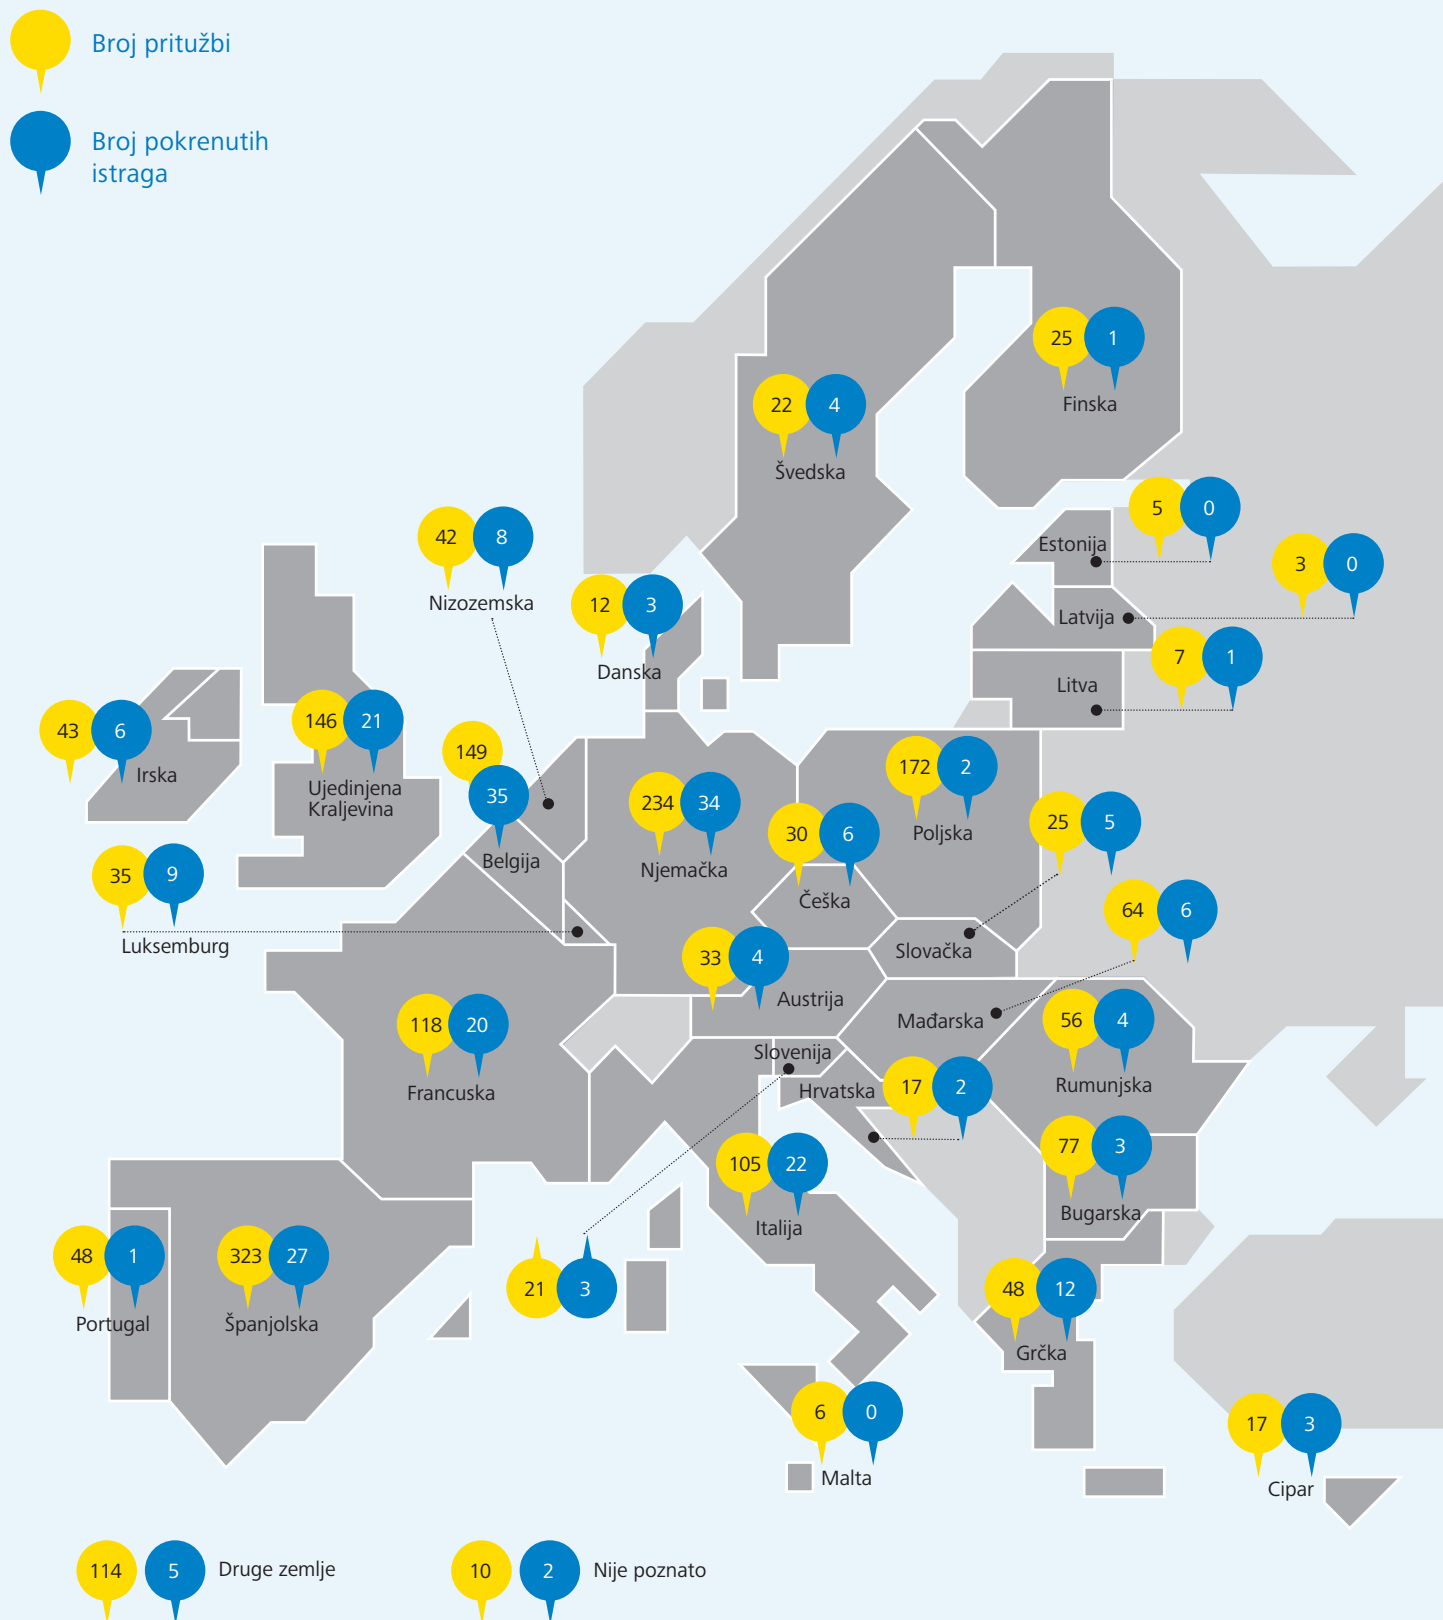 Broj pritužbi
Broj pokrenutih
istraga
25
1
Finska
22
4
Švedska
5
0
Estonija
3
0
Latvija
42
8
Nizozemska
12
3
Danska
7
1
Litva
43
6
Irska
146
21
Ujedinjena
Kraljevina
149
35
Belgija
234
34
Njemačka
172
2
Poljska
30
6
Češka
25
5
Slovačka
35
9
Luksemburg
64
6
Mađarska
33
4
Austrija
118
20
Francuska
56
4
Rumunjska
Slovenija
Hrvatska
17
2
77
3
Bugarska
105
22
Italija
48
1
Portugal
323
27
Španjolska
21
3
48
12
Grčka
6
0
Malta
17
3
Cipar
114
5
Druge zemlje
10
2
Nije poznato